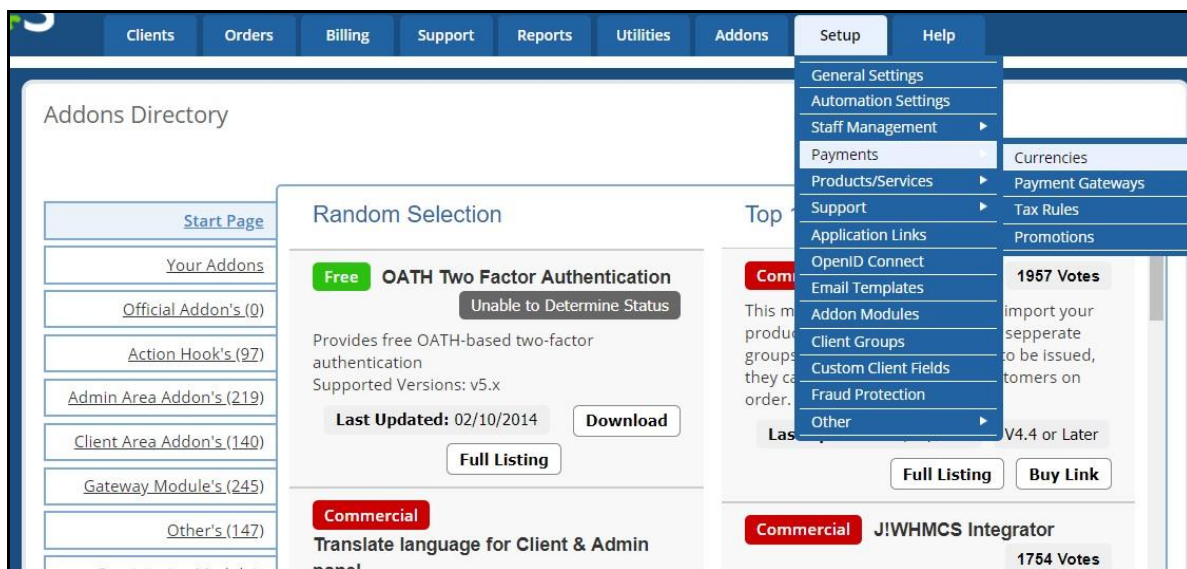 Clients Orders Billing Support Reports Utilities Addons Setup Help
General Settings
Automation Settings
Staff Management
Payments
Products/Services
Support
Application Links
OpenID Connect
Email Templates
Addon Modules
Client Groups
Custom Client Fields
Fraud Protection
Other
Currencies
Payment Gateways
Tax Rules
Promotions
Addons Directory
Start Page
Your Addons
Official Addon's (0)
Action Hook's (97)
Admin Area Addon's (219)
Client Area Addon's (140)
Gateway Module's (245)
Other's (147)
Random Selection
Free OATH Two Factor Authentication
Unable to Determine Status
Provides free OATH-based two-factor
authentication
Supported Versions: v5.x
Last Updated: 02/10/2014 Download
Full Listing
Commercial
Translate language for Client & Admin
Top
1957 Votes
This
import your
sepperate
groups
to be issued,
they
tomers on
order.
V4.4 or Later
Full Listing Buy Link
Commercial J!WHMCS Integrator
1754 Votes